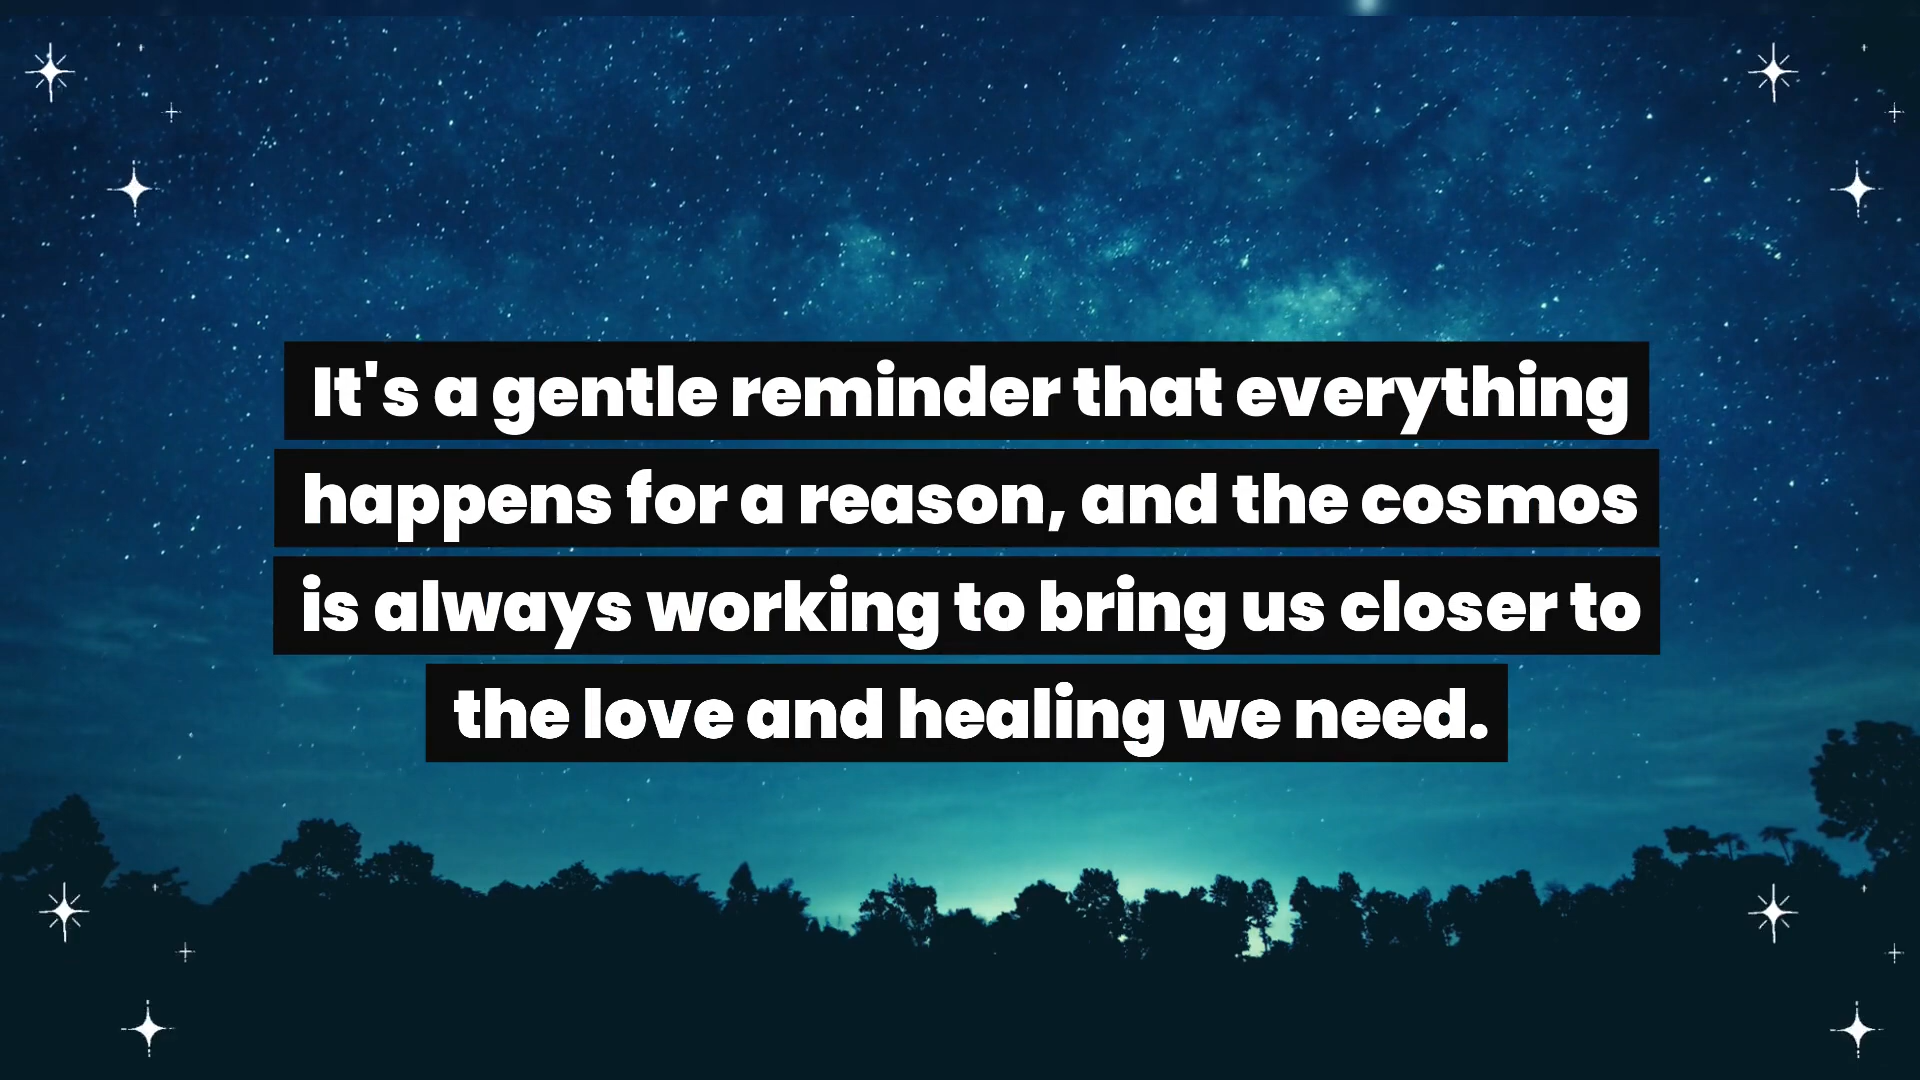 It's a gentle reminder that everything
happens for a reason, and the cosmos
is always working to bring us closer to
the love and healing we need.